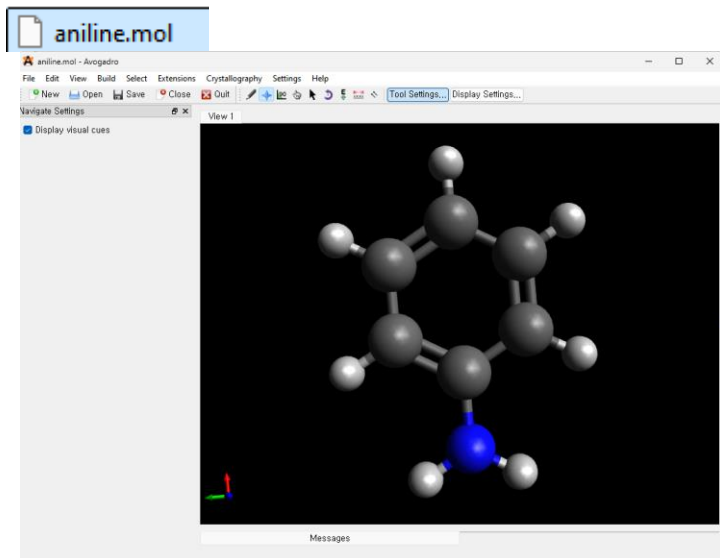 aniline.mol
aniline.mol - Avogadro
File Edit View Build Select Extensions Crystallography Settings Help
New Open Save Close Quit Tool Settings... Display Settings...
Navigate Settings
View 1
Display visual cues
Messages